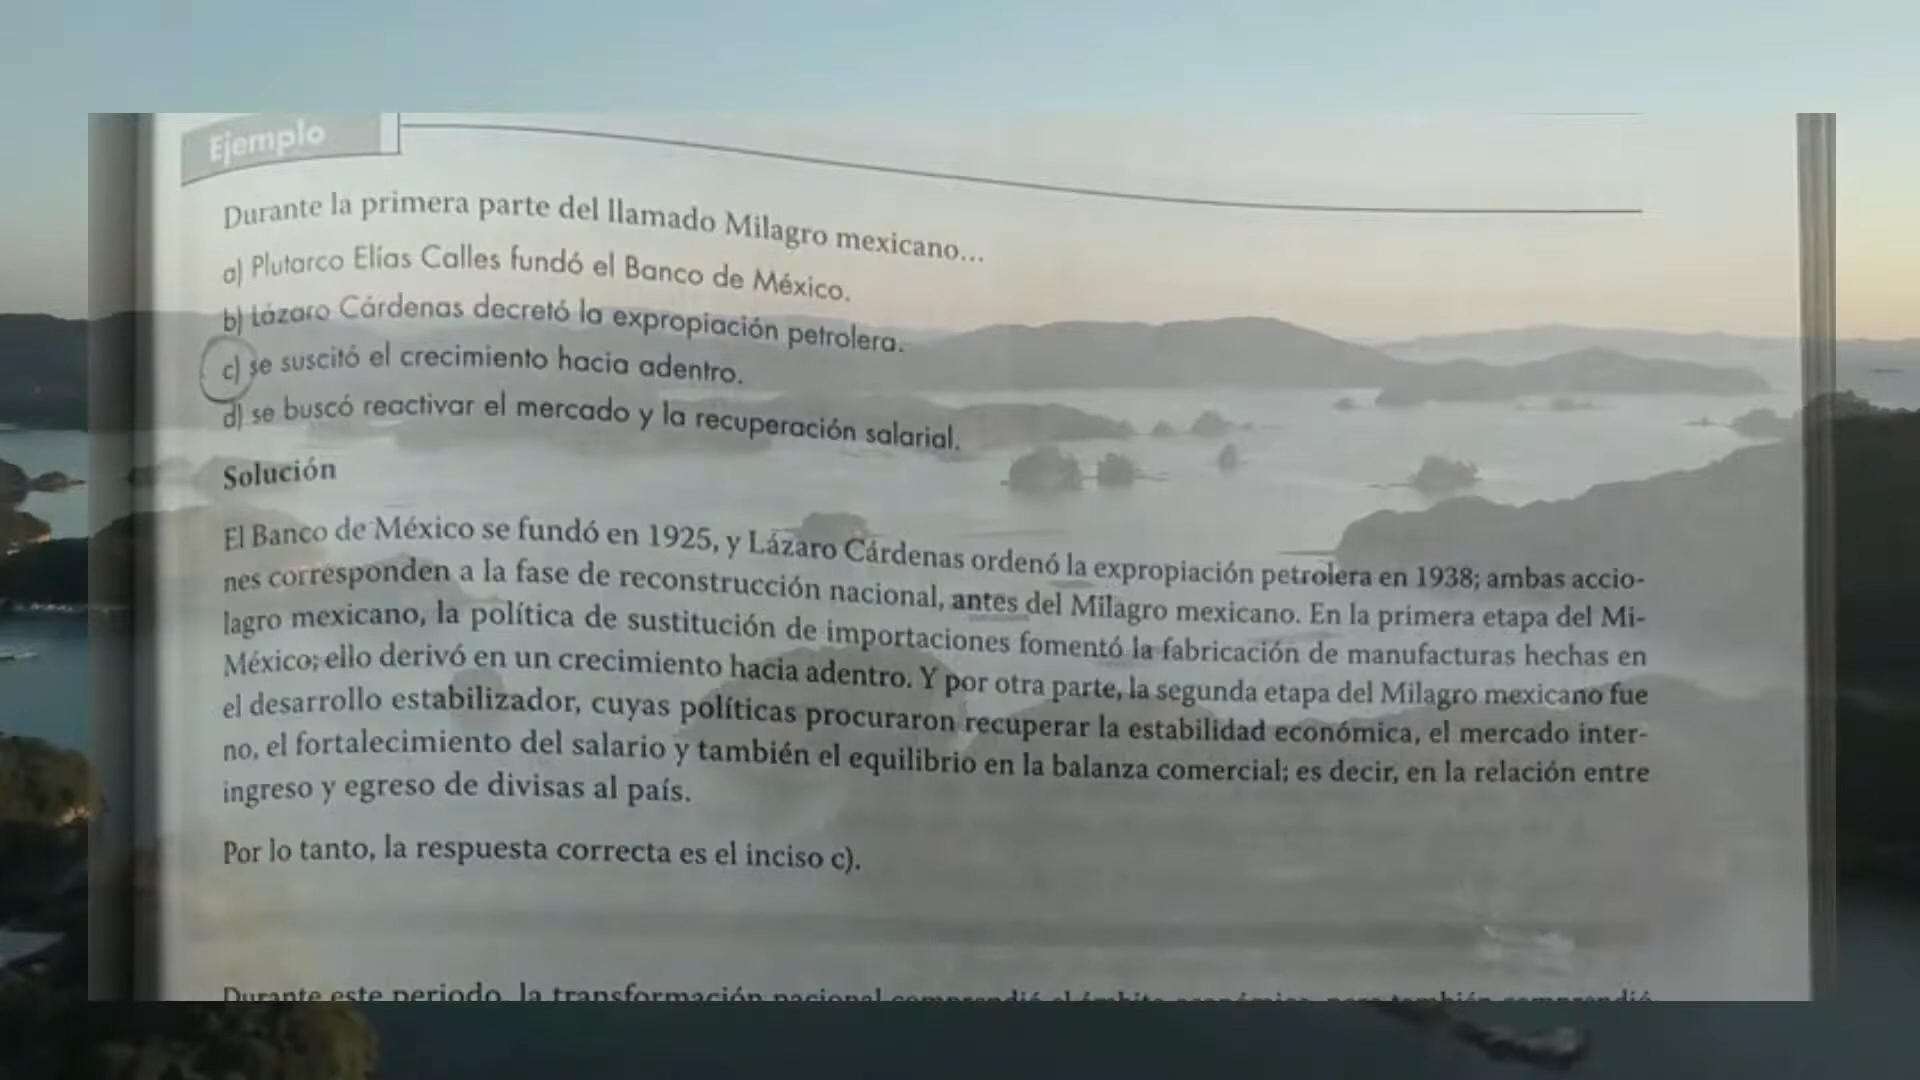 Ejemplo
Durante la primera parte del llamado Milagro mexicano...
a) Plutarco Elías Calles fundó el Banco de México.
b) Lázaro Cárdenas decretó la expropiación petrolera.
c) se suscitó el crecimiento hacia adentro.
d) se buscó reactivar el mercado y la recuperación salarial.
Solución
El Banco de México se fundó en 1925, y Lázaro Cárdenas ordenó la expropiación petrolera en 1938; ambas accio-
nes corresponden a la fase de reconstrucción nacional, antes del Milagro mexicano. En la primera etapa del Mi-
lagro mexicano, la política de sustitución de importaciones fomentó la fabricación de manufacturas hechas en
México; ello derivó en un crecimiento hacia adentro. Y por otra parte, la segunda etapa del Milagro mexicano fue
el desarrollo estabilizador, cuyas políticas procuraron recuperar la estabilidad económica, el mercado inter-
no, el fortalecimiento del salario y también el equilibrio en la balanza comercial; es decir, en la relación entre
ingreso y egreso de divisas al país.
Por lo tanto, la respuesta correcta es el inciso c).
Durante este periodo, la transformación nacional comprendió el ámbito económico, pero también comprendió